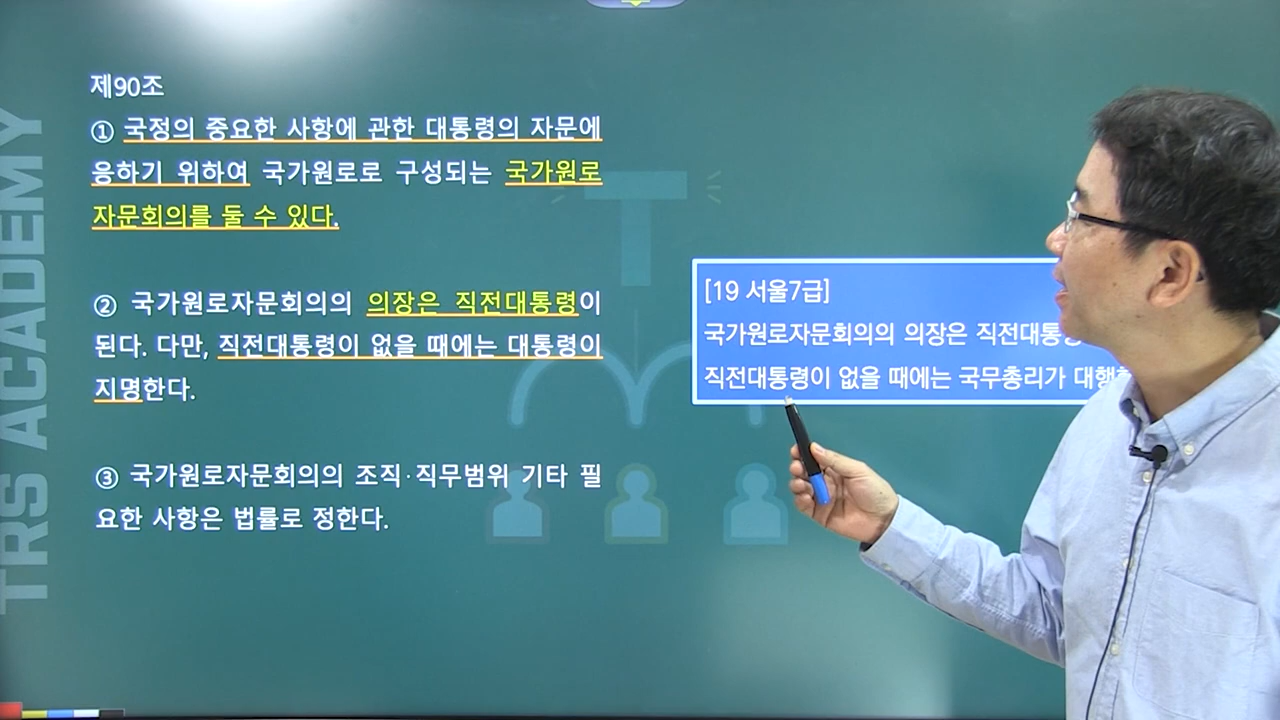 TRS ACADEMY
제90조
① 국정의 중요한 사항에 관한 대통령의 자문에
응하기 위하여 국가원로로 구성되는 국가원로
자문회의를 둘 수 있다.
② 국가원로자문회의의 의장은 직전대통령이
된다. 다만, 직전대통령이 없을 때에는 대통령이
지명한다.
③ 국가원로자문회의의 조직·직무범위 기타 필
요한 사항은 법률로 정한다.
[19 서울7급]
국가원로자문회의의 의장은
직전대통령이 없을 때에는 국무총리가